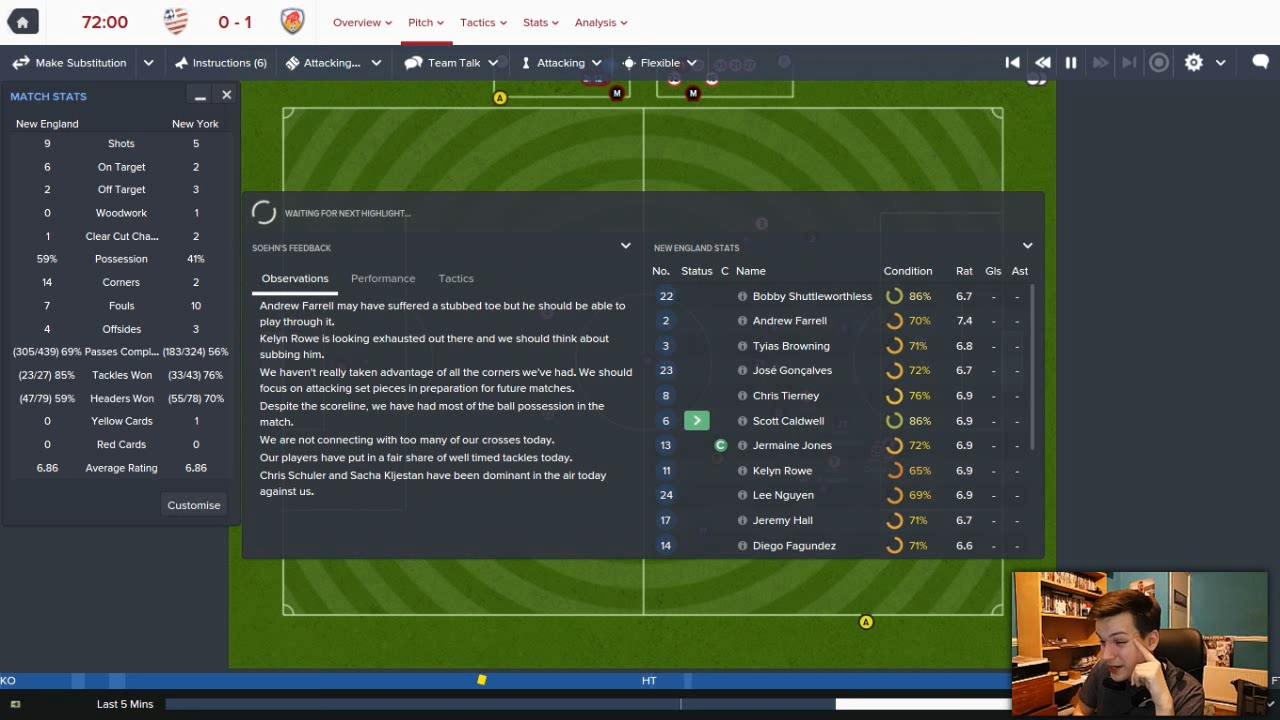 72:00
0 - 1
Overview
Pitch
Tactics
Stats
Analysis
Make Substitution
Instructions (6)
Attacking...
Team Talk
Attacking
Flexible
MATCH STATS
New England New York
9 Shots 5
6 On Target 2
2 Off Target 3
0 Woodwork 1
1 Clear Cut Cha... 2
59% Possession 41%
14 Corners 2
7 Fouls 10
4 Offsides 3
(305/439) 69% Passes Compl... (183/324) 56%
(23/27) 85% Tackles Won (33/43) 76%
(47/79) 59% Headers Won (55/78) 70%
0 Yellow Cards 1
0 Red Cards 0
6.86 Average Rating 6.86
Customise
A
M
M
WAITING FOR NEXT HIGHLIGHT...
SOEHN'S FEEDBACK
Observations Performance Tactics
Andrew Farrell may have suffered a stubbed toe but he should be able to
play through it.
Kelyn Rowe is looking exhausted out there and we should think about
subbing him.
We haven't really taken advantage of all the corners we've had. We should
focus on attacking set pieces in preparation for future matches.
Despite the scoreline, we have had most of the ball possession in the
match.
We are not connecting with too many of our crosses today.
Our players have put in a fair share of well timed tackles today.
Chris Schuler and Sacha Kljestan have been dominant in the air today
against us.
NEW ENGLAND STATS
No. Status C Name Condition Rat Gls Ast
22 Bobby Shuttleworthless 86% 6.7 - -
2 Andrew Farrell 70% 7.4 - -
3 Tyias Browning 71% 6.8 - -
23 José Gonçalves 72% 6.7 - -
8 Chris Tierney 76% 6.9 - -
6 Scott Caldwell 86% 6.9 - -
13 C Jermaine Jones 72% 6.9 - -
11 Kelyn Rowe 65% 6.9 - -
24 Lee Nguyen 69% 6.9 - -
17 Jeremy Hall 71% 6.7 - -
14 Diego Fagundez 71% 6.6 - -
A
KO
HT
Last 5 Mins